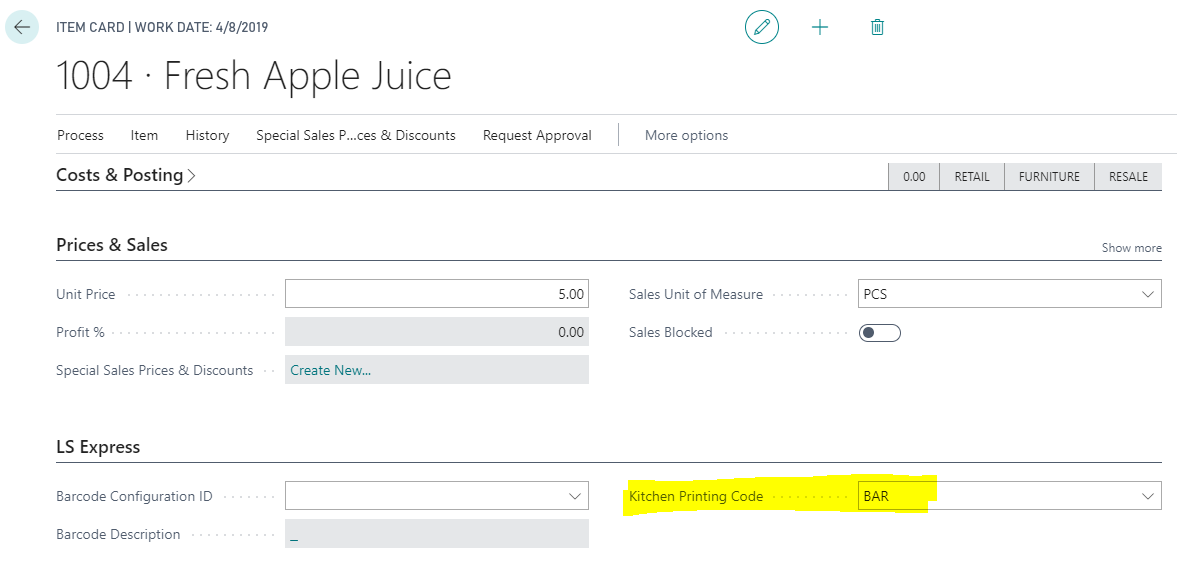 ITEM CARD | WORK DATE: 4/8/2019
1004 · Fresh Apple Juice
Process Item History Special Sales P...ces & Discounts Request Approval More options
Costs & Posting 0.00 RETAIL FURNITURE RESALE
Prices & Sales Show more
Unit Price 5.00 Sales Unit of Measure PCS
Profit % 0.00 Sales Blocked
Special Sales Prices & Discounts Create New...
LS Express
Barcode Configuration ID Kitchen Printing Code BAR
Barcode Description _